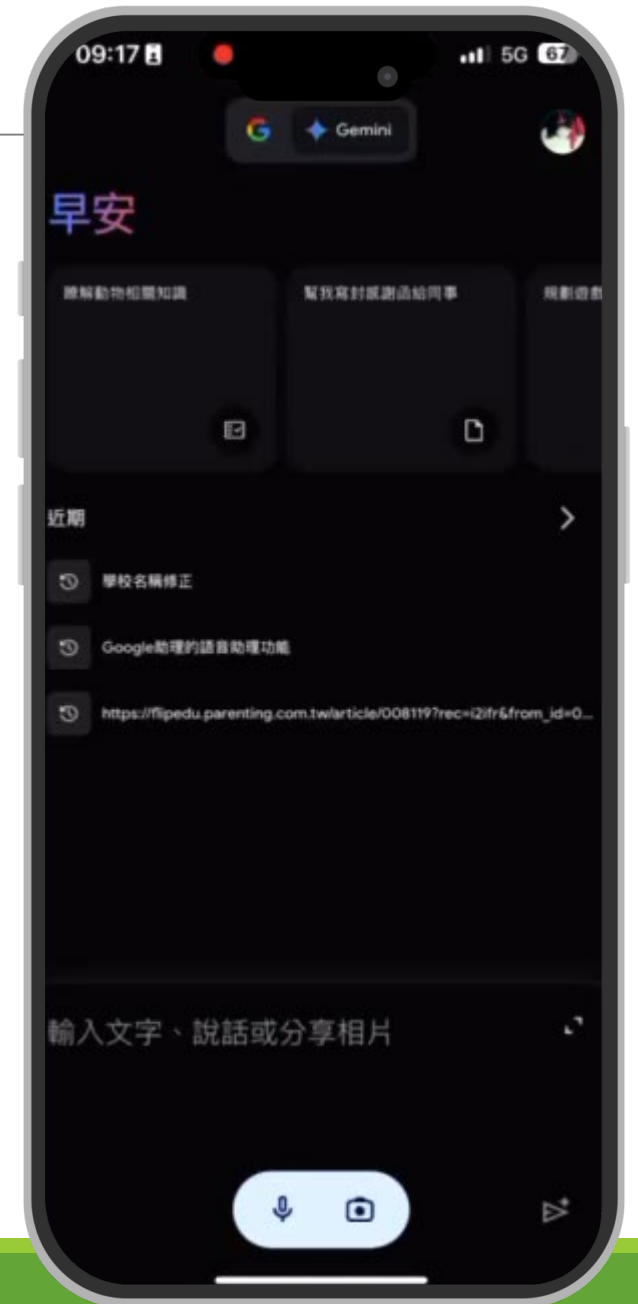 09:17
5G 67
Gemini
早安
瞭解動物相關知識
幫我寫封感謝函給同事
規劃遊戲
近期
學校名稱修正
Google助理的語音助理功能
https://flipedu.parenting.com.tw/article/008119?rec=i2ifr&from_id=0...
輸入文字、說話或分享相片